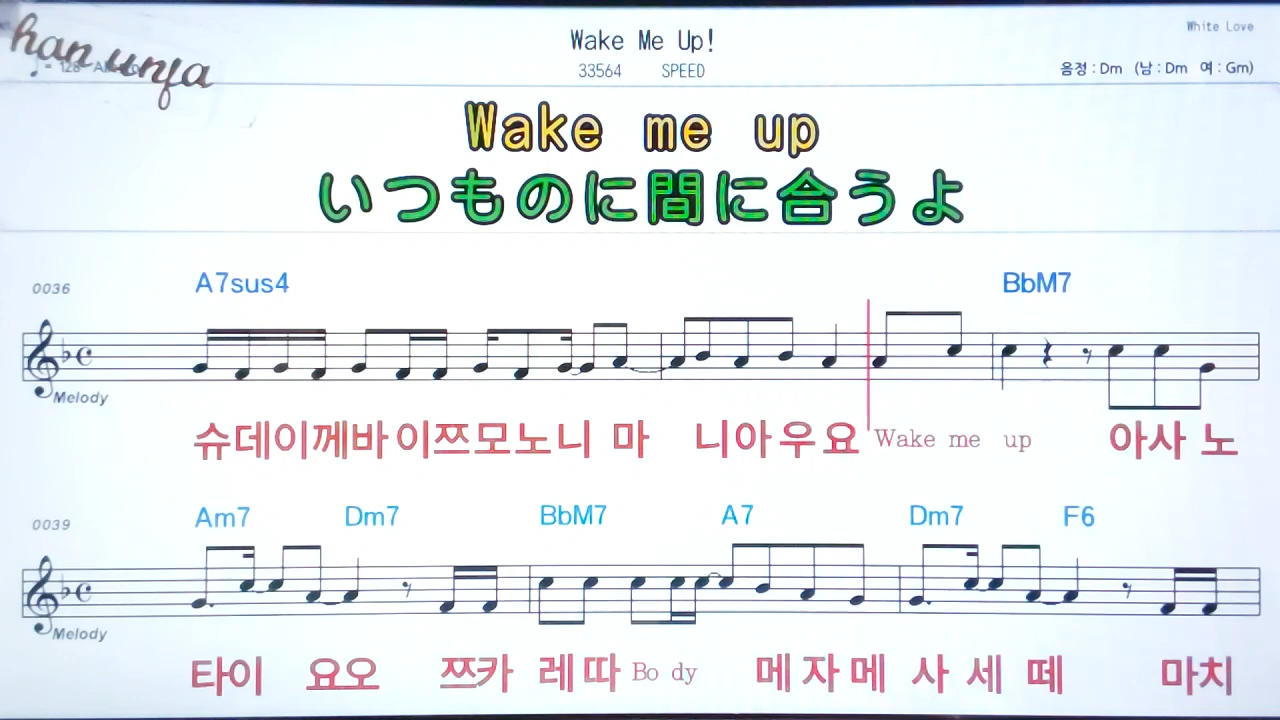 han unja
White Love
Wake Me Up!
33564 SPEED
음정 : Dm (남 : Dm 여 : Gm)
Wake me up
いつものに間に合うよ
A7sus4 BbM7
0036
Melody
슈데이께바이쯔모노니 마 니아우요 Wake me up 아사 노
Am7 Dm7 BbM7 A7 Dm7 F6
0039
Melody
타이 요오 쯔카 레따 Bo dy 메자메 사세 떼 마치